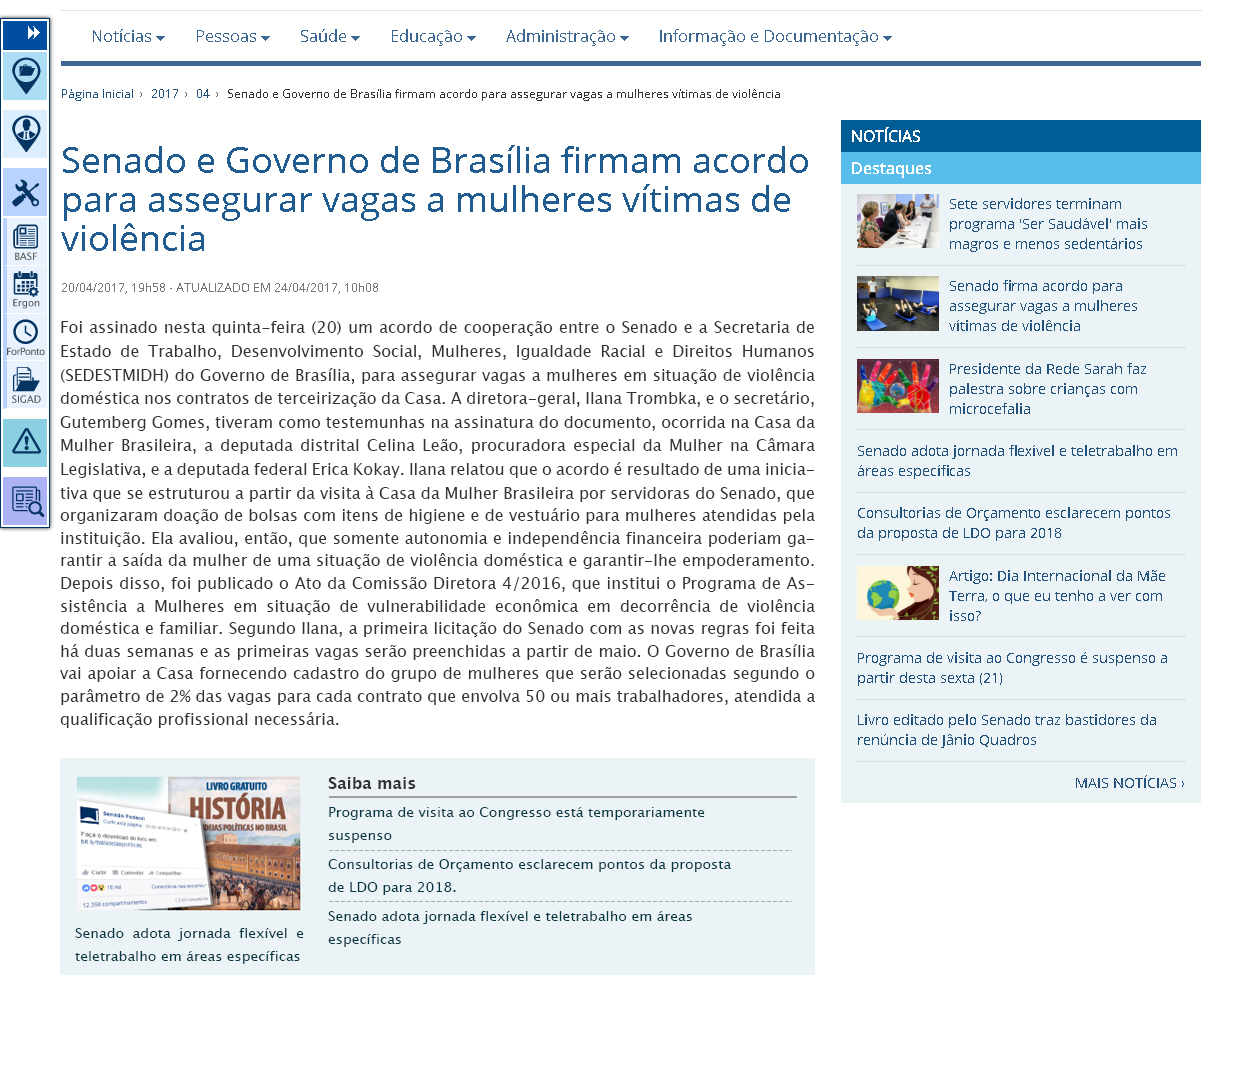 Notícias
Pessoas
Saúde
Educação
Administração
Informação e Documentação
BASF
Ergon
ForPonto
SIGAD
Página Inicial › 2017 › 04 › Senado e Governo de Brasília firmam acordo para assegurar vagas a mulheres vítimas de violência
Senado e Governo de Brasília firmam acordo
para assegurar vagas a mulheres vítimas de
violência
20/04/2017, 19h58 - ATUALIZADO EM 24/04/2017, 10h08
Foi assinado nesta quinta-feira (20) um acordo de cooperação entre o Senado e a Secretaria de
Estado de Trabalho, Desenvolvimento Social, Mulheres, Igualdade Racial e Direitos Humanos
(SEDESTMIDH) do Governo de Brasília, para assegurar vagas a mulheres em situação de violência
doméstica nos contratos de terceirização da Casa. A diretora-geral, Ilana Trombka, e o secretário,
Gutemberg Gomes, tiveram como testemunhas na assinatura do documento, ocorrida na Casa da
Mulher Brasileira, a deputada distrital Celina Leão, procuradora especial da Mulher na Câmara
Legislativa, e a deputada federal Erica Kokay. Ilana relatou que o acordo é resultado de uma inicia-
tiva que se estruturou a partir da visita à Casa da Mulher Brasileira por servidoras do Senado, que
organizaram doação de bolsas com itens de higiene e de vestuário para mulheres atendidas pela
instituição. Ela avaliou, então, que somente autonomia e independência financeira poderiam ga-
rantir a saída da mulher de uma situação de violência doméstica e garantir-lhe empoderamento.
Depois disso, foi publicado o Ato da Comissão Diretora 4/2016, que institui o Programa de As-
sistência a Mulheres em situação de vulnerabilidade econômica em decorrência de violência
doméstica e familiar. Segundo Ilana, a primeira licitação do Senado com as novas regras foi feita
há duas semanas e as primeiras vagas serão preenchidas a partir de maio. O Governo de Brasília
vai apoiar a Casa fornecendo cadastro do grupo de mulheres que serão selecionadas segundo o
parâmetro de 2% das vagas para cada contrato que envolva 50 ou mais trabalhadores, atendida a
qualificação profissional necessária.
LIVRO GRATUITO
HISTÓRIA
IDEIAS POLÍTICAS NO BRASIL
Senado Federal
Faça o download do livro em:
Curtir
Comentar
Compartilhar
16 mil
12.358 compartilhamentos
Senado adota jornada flexível e
teletrabalho em áreas específicas
Saiba mais
Programa de visita ao Congresso está temporariamente
suspenso
Consultorias de Orçamento esclarecem pontos da proposta
de LDO para 2018.
Senado adota jornada flexível e teletrabalho em áreas
específicas
NOTÍCIAS
Destaques
Sete servidores terminam
programa 'Ser Saudável' mais
magros e menos sedentários
Senado firma acordo para
assegurar vagas a mulheres
vítimas de violência
Presidente da Rede Sarah faz
palestra sobre crianças com
microcefalia
Senado adota jornada flexível e teletrabalho em
áreas específicas
Consultorias de Orçamento esclarecem pontos
da proposta de LDO para 2018
Artigo: Dia Internacional da Mãe
Terra, o que eu tenho a ver com
isso?
Programa de visita ao Congresso é suspenso a
partir desta sexta (21)
Livro editado pelo Senado traz bastidores da
renúncia de Jânio Quadros
MAIS NOTÍCIAS ›